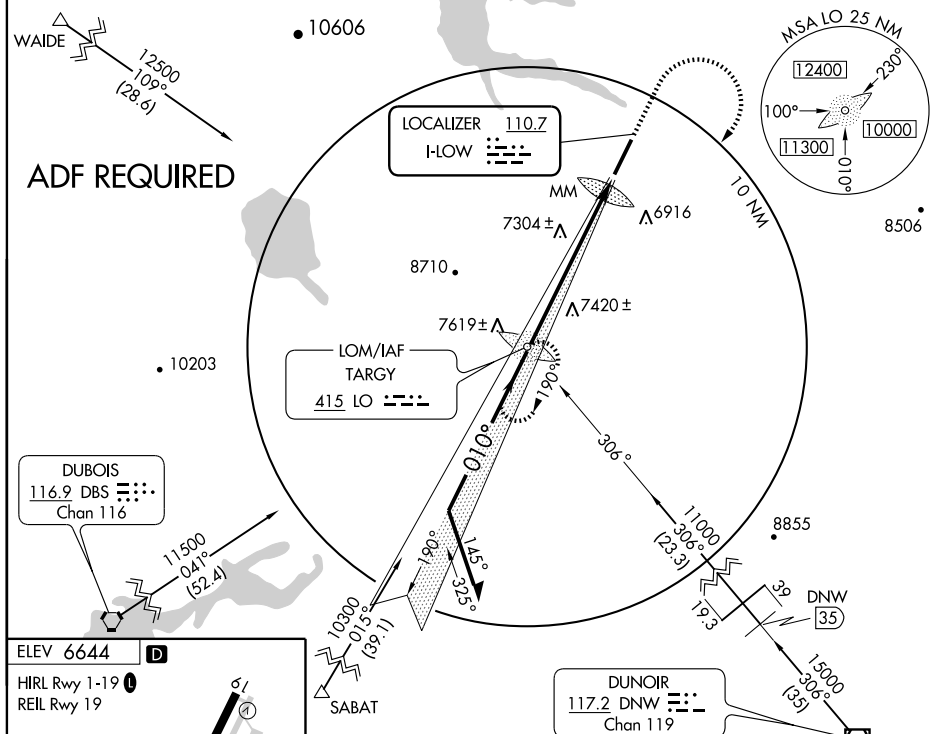 WAIDE
12500
109°
(28.6)
10606
MSA LO 25 NM
12400
230°
100°
10000
11300
010°
ADF REQUIRED
LOCALIZER 110.7
I-LOW
MM
10 NM
7304 ±
6916
8506
8710
7420 ±
7619 ±
10203
LOM/IAF
TARGY
415 LO
190°
010°
306°
DUBOIS
116.9 DBS
Chan 116
11500
041°
(52.4)
190°
145°
325°
11000
306°
(23.3)
8855
39
19.3
DNW
35
10300
015°
(39.1)
SABAT
15000
306°
(35)
ELEV 6644 D
HIRL Rwy 1-19 L
REIL Rwy 19
19
DUNOIR
117.2 DNW
Chan 119